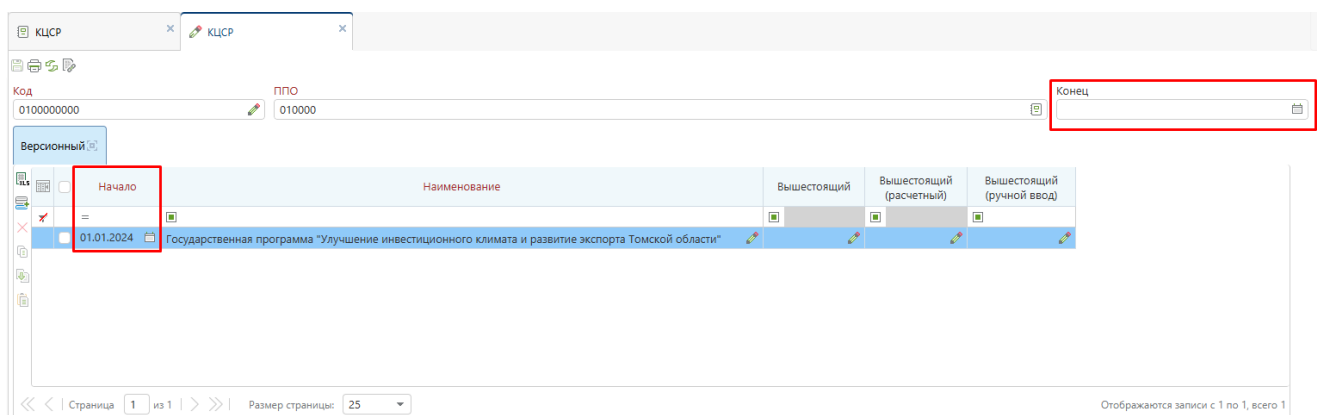 КЦСР КЦСР
Код ППО Конец
0100000000 010000
Версионный
Начало Наименование Вышестоящий Вышестоящий (расчетный) Вышестоящий (ручной ввод)
=
01.01.2024 Государственная программа "Улучшение инвестиционного климата и развитие экспорта Томской области"
Страница 1 из 1 Размер страницы: 25 Отображаются записи с 1 по 1, всего 1